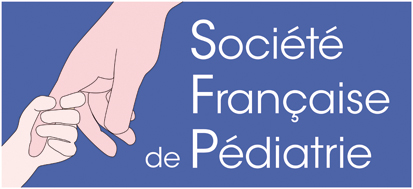 Société
Française
de Pédiatrie